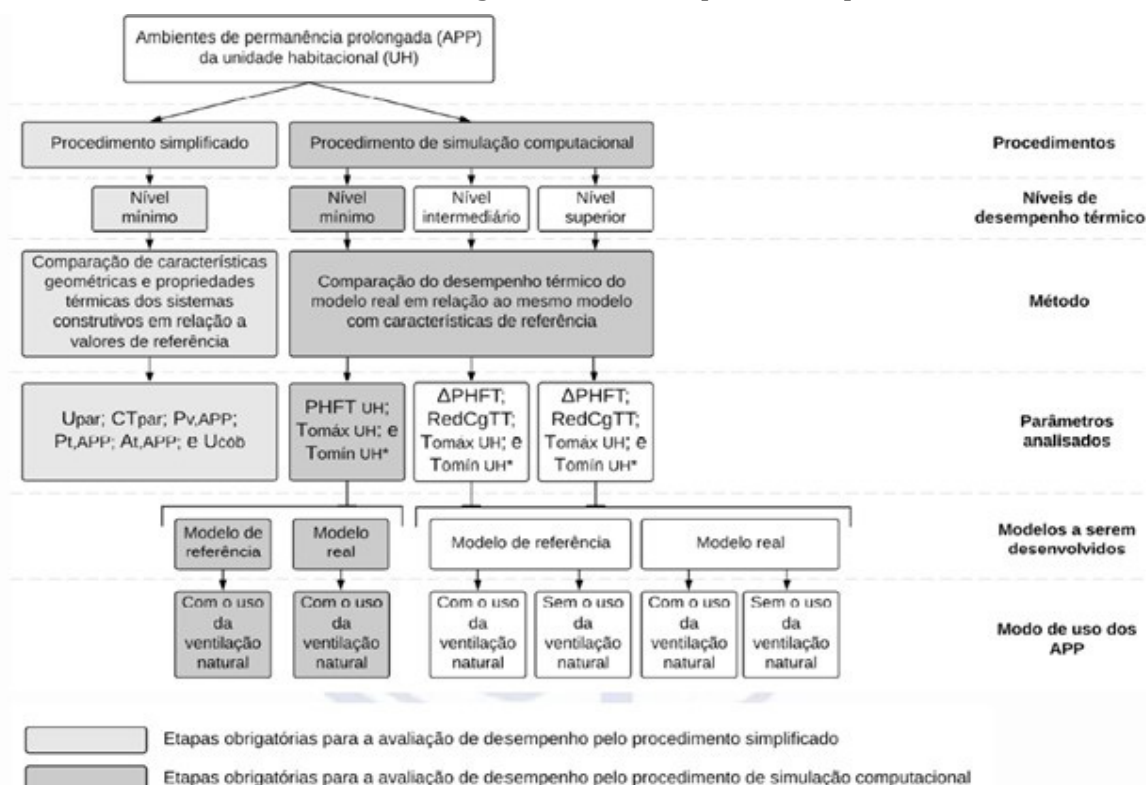 Ambientes de permanência prolongada (APP)
da unidade habitacional (UH)
Procedimento simplificado
Procedimento de simulação computacional
Procedimentos
Nível
mínimo
Nível
mínimo
Nível
intermediário
Nível
superior
Níveis de
desempenho térmico
Comparação de características
geométricas e propriedades
térmicas dos sistemas
construtivos em relação a
valores de referência
Comparação do desempenho térmico do
modelo real em relação ao mesmo modelo
com características de referência
Método
Upar; CTpar; Pv,APP;
Pt,APP; At,APP; e Ucob
PHFT UH;
Tomáx UH; e
Tomín UH*
ΔPHFT;
RedCgTT;
Tomáx UH; e
Tomín UH*
ΔPHFT;
RedCgTT;
Tomáx UH; e
Tomín UH*
Parâmetros
analisados
Modelo de
referência
Modelo
real
Modelo de referência
Modelo real
Modelos a serem
desenvolvidos
Com o uso
da
ventilação
natural
Com o uso
da
ventilação
natural
Com o uso
da
ventilação
natural
Sem o uso
da
ventilação
natural
Com o uso
da
ventilação
natural
Sem o uso
da
ventilação
natural
Modo de uso dos
APP
Etapas obrigatórias para a avaliação de desempenho pelo procedimento simplificado
Etapas obrigatórias para a avaliação de desempenho pelo procedimento de simulação computacional